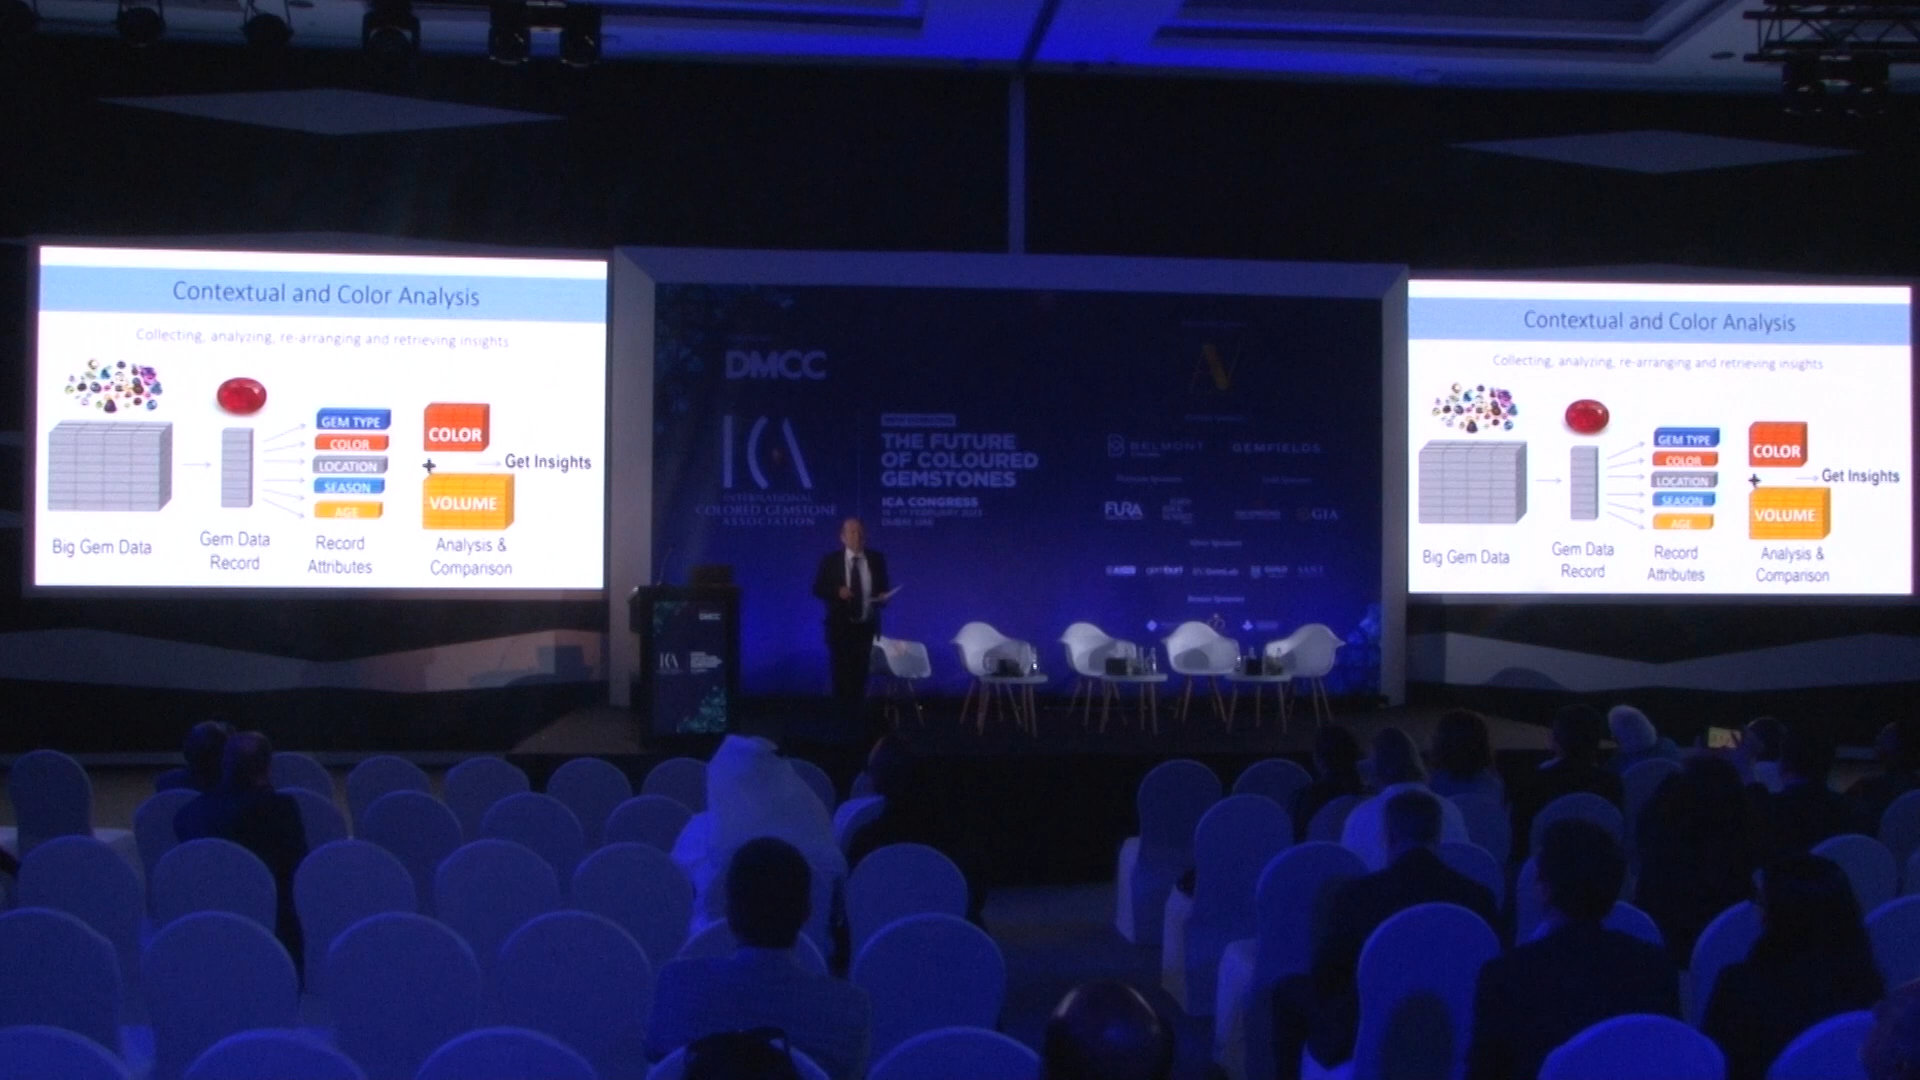 Contextual and Color Analysis
Collecting, analyzing, re-arranging and retrieving insights
GEM TYPE
COLOR
LOCATION
SEASON
AGE
COLOR
+
VOLUME
Get Insights
Big Gem Data
Gem Data
Record
Record
Attributes
Analysis &
Comparison
DMCC
ICA
INTERNATIONAL
COLORED GEMSTONE
ASSOCIATION
THE FUTURE
OF COLOURED
GEMSTONES
ICA CONGRESS
BELMONT
GEMFIELDS
FURA
GIA
DMCC
ICA
Contextual and Color Analysis
Collecting, analyzing, re-arranging and retrieving insights
GEM TYPE
COLOR
LOCATION
SEASON
AGE
COLOR
+
VOLUME
Get Insights
Big Gem Data
Gem Data
Record
Record
Attributes
Analysis &
Comparison